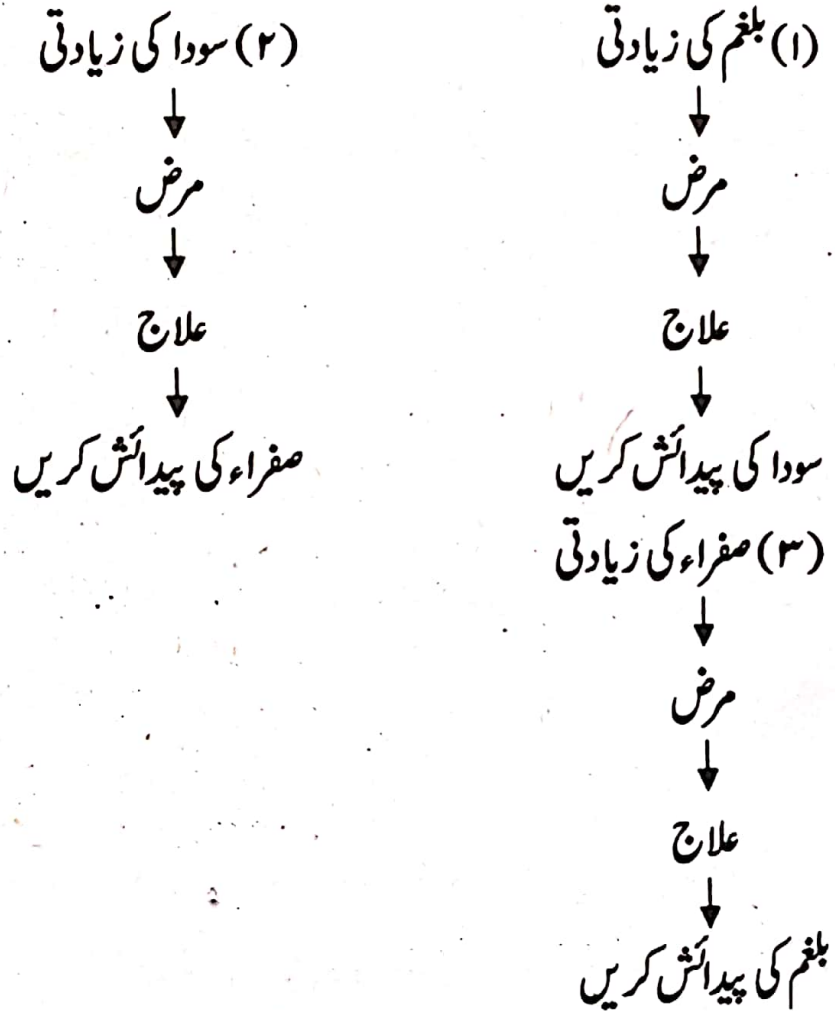 (۱) بلغم کی زیادتی
مرض
علاج
سودا کی پیدائش کریں
(۲) سودا کی زیادتی
مرض
علاج
صفراء کی پیدائش کریں
(۳) صفراء کی زیادتی
مرض
علاج
بلغم کی پیدائش کریں